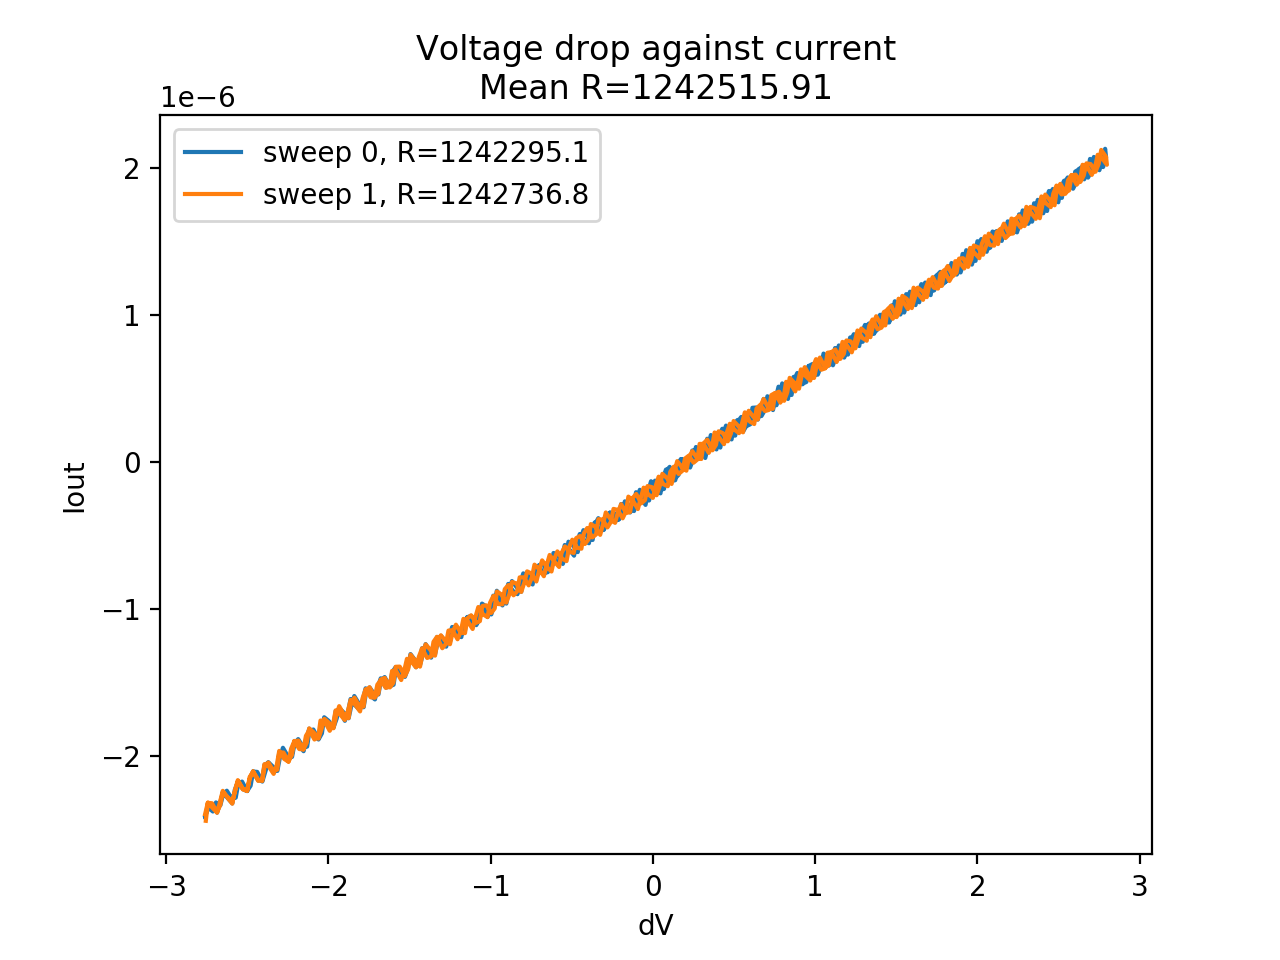 Voltage drop against current
Mean R=1242515.91
1e−6
sweep 0, R=1242295.1
sweep 1, R=1242736.8
2
1
0
−1
−2
Iout
−3 −2 −1 0 1 2 3
dV